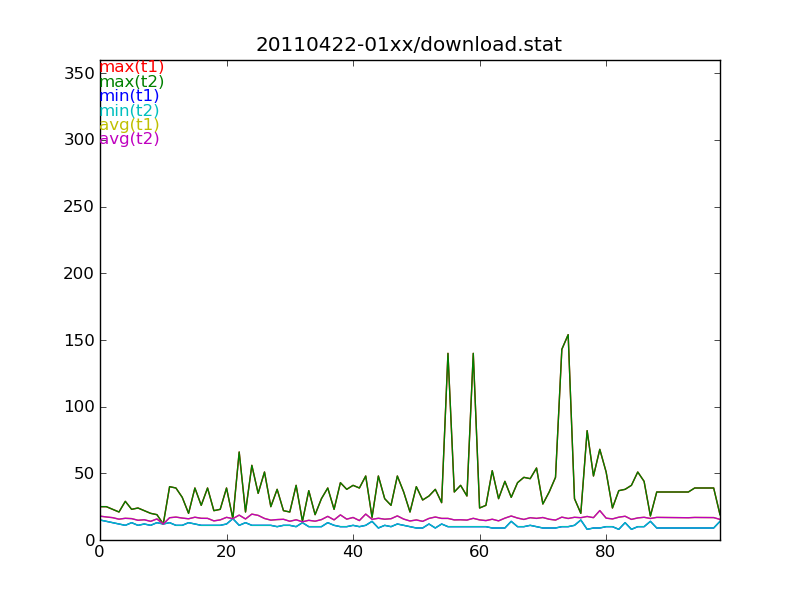 20110422-01xx/download.stat
max(t1)
max(t2)
min(t1)
min(t2)
avg(t1)
avg(t2)
350
300
250
200
150
100
50
0
0 20 40 60 80